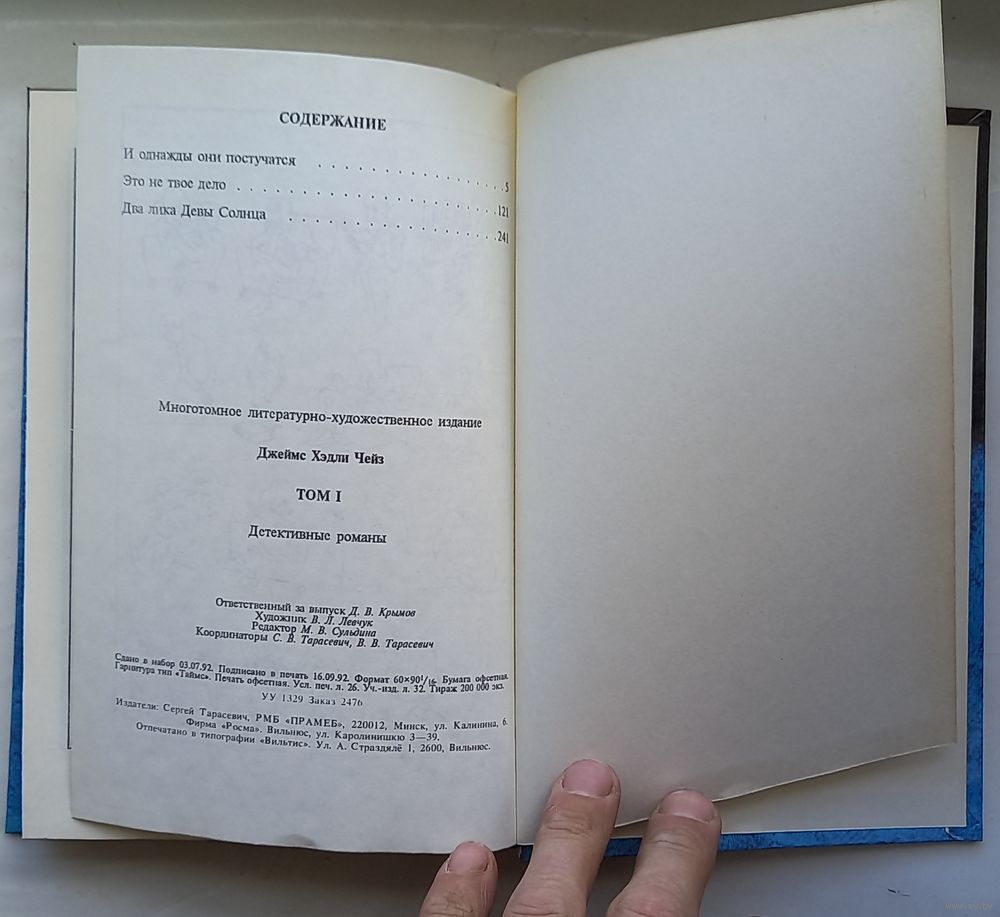 СОДЕРЖАНИЕ
И однажды они постучатся . . . . . . . . . . . . . . . 5
Это не твое дело . . . . . . . . . . . . . . . . . . . . 121
Два лика Девы Солнца . . . . . . . . . . . . . . . . . 241
Многотомное литературно-художественное издание
Джеймс Хэдли Чейз
ТОМ I
Детективные романы
Ответственный за выпуск Д. В. Крымов
Художник В. Л. Левчук
Редактор М. В. Сульдина
Координаторы С. В. Тарасевич, В. В. Тарасевич
Сдано в набор 03.07.92. Подписано в печать 16.09.92. Формат 60×90 1/16. Бумага офсетная.
Гарнитура тип «Таймс». Печать офсетная. Усл. печ. л. 26. Уч.-изд. л. 32. Тираж 200 000 экз.
УУ 1329 Заказ 2476
Издатели: Сергей Тарасевич, РМБ «ПРАМЕБ», 220012, Минск, ул. Калинина, 6.
Фирма «Росма». Вильнюс, ул. Каролинишкю 3—39.
Отпечатано в типографии «Вильтис». Ул. А. Страздялё 1, 2600, Вильнюс.